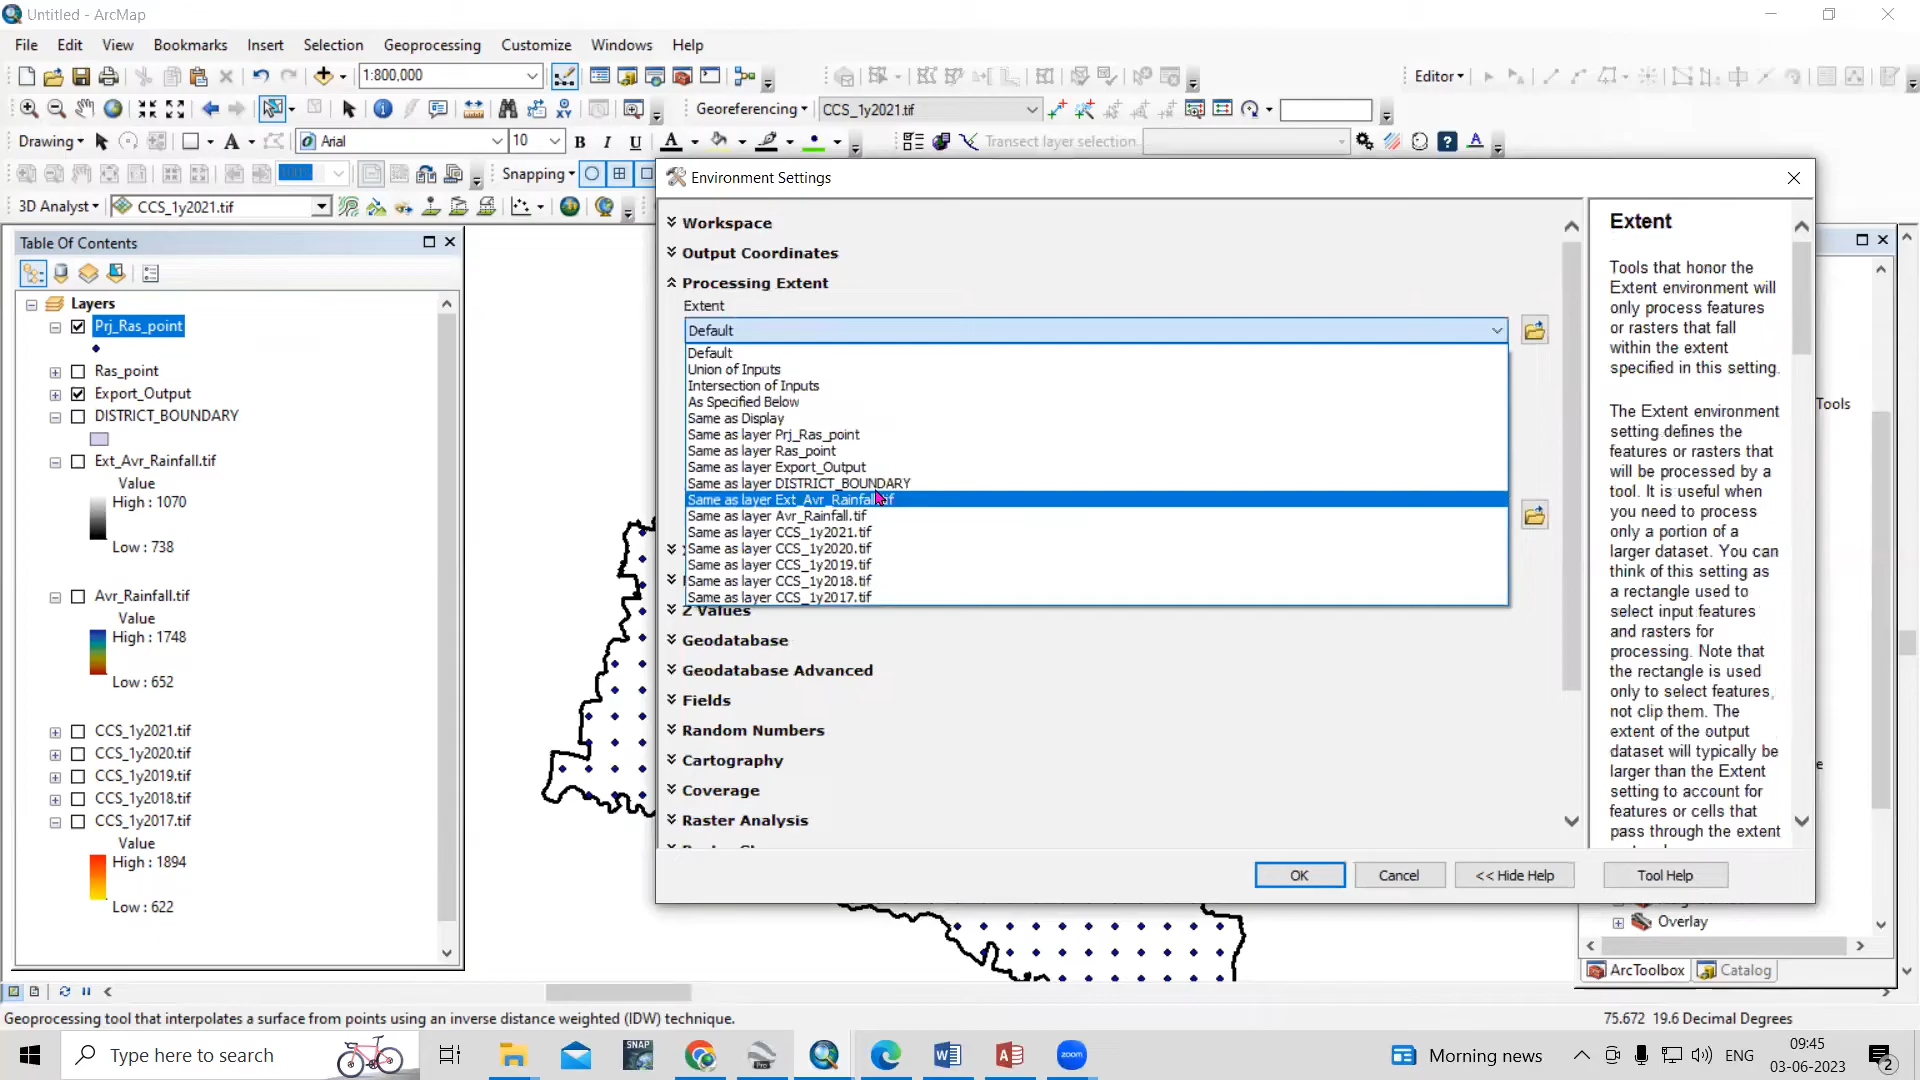 Untitled - ArcMap
File Edit View Bookmarks Insert Selection Geoprocessing Customize Windows Help
1:800,000
Editor
Georeferencing CCS_1y2021.tif
Drawing A Arial 10 B I U A
Transect layer selection
Snapping
3D Analyst CCS_1y2021.tif
Table Of Contents
Layers
Prj_Ras_point
Ras_point
Export_Output
DISTRICT_BOUNDARY
Ext_Avr_Rainfall.tif
Value
High : 1070
Low : 738
Avr_Rainfall.tif
Value
High : 1748
Low : 652
CCS_1y2021.tif
CCS_1y2020.tif
CCS_1y2019.tif
CCS_1y2018.tif
CCS_1y2017.tif
Value
High : 1894
Low : 622
Environment Settings
Workspace
Output Coordinates
Processing Extent
Extent
Default
Default
Union of Inputs
Intersection of Inputs
As Specified Below
Same as Display
Same as layer Prj_Ras_point
Same as layer Ras_point
Same as layer Export_Output
Same as layer DISTRICT_BOUNDARY
Same as layer Ext_Avr_Rainfall.tif
Same as layer Avr_Rainfall.tif
Same as layer CCS_1y2021.tif
Same as layer CCS_1y2020.tif
Same as layer CCS_1y2019.tif
Same as layer CCS_1y2018.tif
Same as layer CCS_1y2017.tif
Z Values
Geodatabase
Geodatabase Advanced
Fields
Random Numbers
Cartography
Coverage
Raster Analysis
OK Cancel << Hide Help Tool Help
Extent
Tools that honor the
Extent environment will
only process features
or rasters that fall
within the extent
specified in this setting.
The Extent environment
setting defines the
features or rasters that
will be processed by a
tool. It is useful when
you need to process
only a portion of a
larger dataset. You can
think of this setting as
a rectangle used to
select input features
and rasters for
processing. Note that
the rectangle is used
only to select features,
not clip them. The
extent of the output
dataset will typically be
larger than the Extent
setting to account for
features or cells that
pass through the extent
Tools
e
Overlay
ArcToolbox Catalog
Geoprocessing tool that interpolates a surface from points using an inverse distance weighted (IDW) technique.
75.672 19.6 Decimal Degrees
Type here to search
SNAP
Pro
zoom
Morning news
ENG
09:45
03-06-2023
2